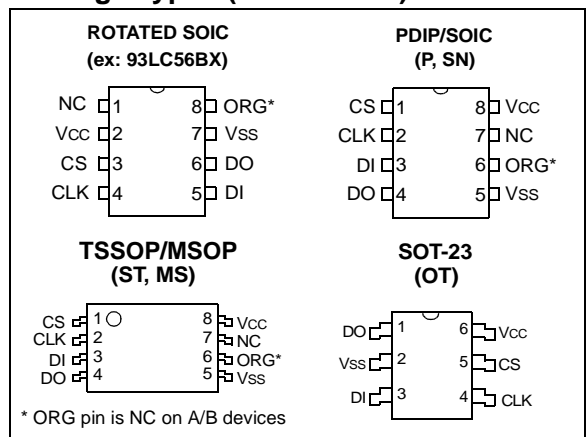 ROTATED SOIC
(ex: 93LC56BX)
NC 1 8 ORG*
Vcc 2 7 Vss
CS 3 6 DO
CLK 4 5 DI
PDIP/SOIC
(P, SN)
CS 1 8 Vcc
CLK 2 7 NC
DI 3 6 ORG*
DO 4 5 Vss
TSSOP/MSOP
(ST, MS)
CS 1 8 Vcc
CLK 2 7 NC
DI 3 6 ORG*
DO 4 5 Vss
SOT-23
(OT)
DO 1 6 Vcc
Vss 2 5 CS
DI 3 4 CLK
* ORG pin is NC on A/B devices